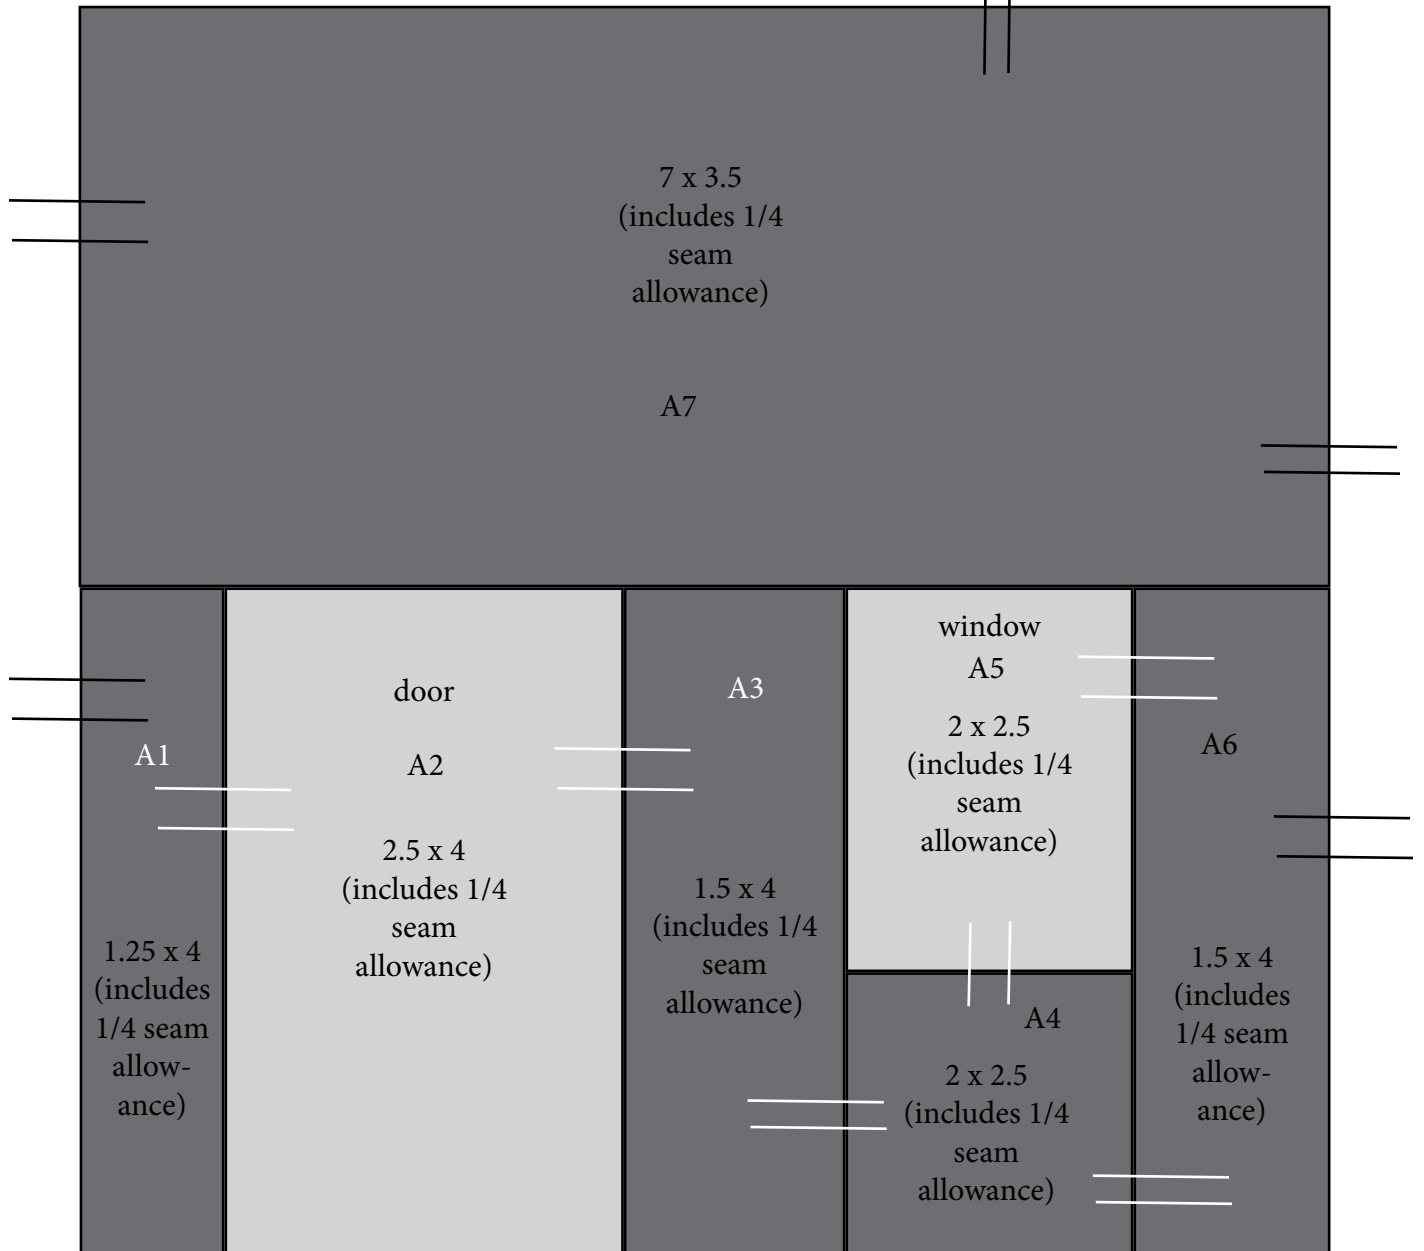 7 x 3.5
(includes 1/4
seam
allowance)
A7
A1
1.25 x 4
(includes
1/4 seam
allow-
ance)
door
A2
2.5 x 4
(includes 1/4
seam
allowance)
A3
1.5 x 4
(includes 1/4
seam
allowance)
window
A5
2 x 2.5
(includes 1/4
seam
allowance)
A4
2 x 2.5
(includes 1/4
seam
allowance)
A6
1.5 x 4
(includes
1/4 seam
allow-
ance)